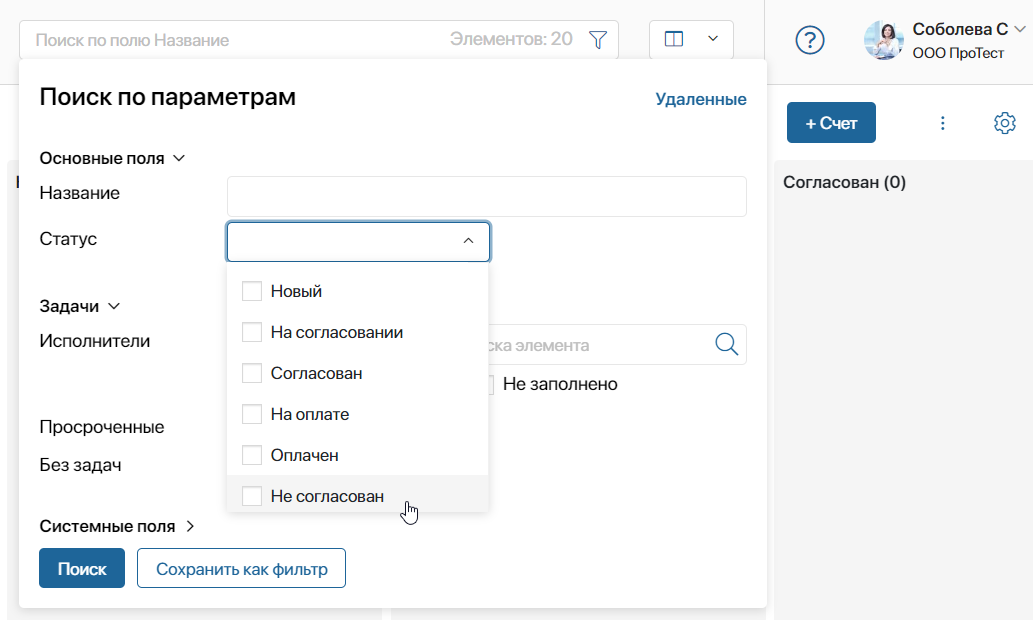 Поиск по полю Название
Элементов: 20
?
Соболева С
ООО ПроТест
Поиск по параметрам
Удаленные
+ Счет
Основные поля
Название
Согласован (0)
Статус
Новый
Задачи
На согласовании
Исполнители
ска элемента
Согласован
Не заполнено
На оплате
Просроченные
Оплачен
Без задач
Не согласован
Системные поля
Поиск
Сохранить как фильтр